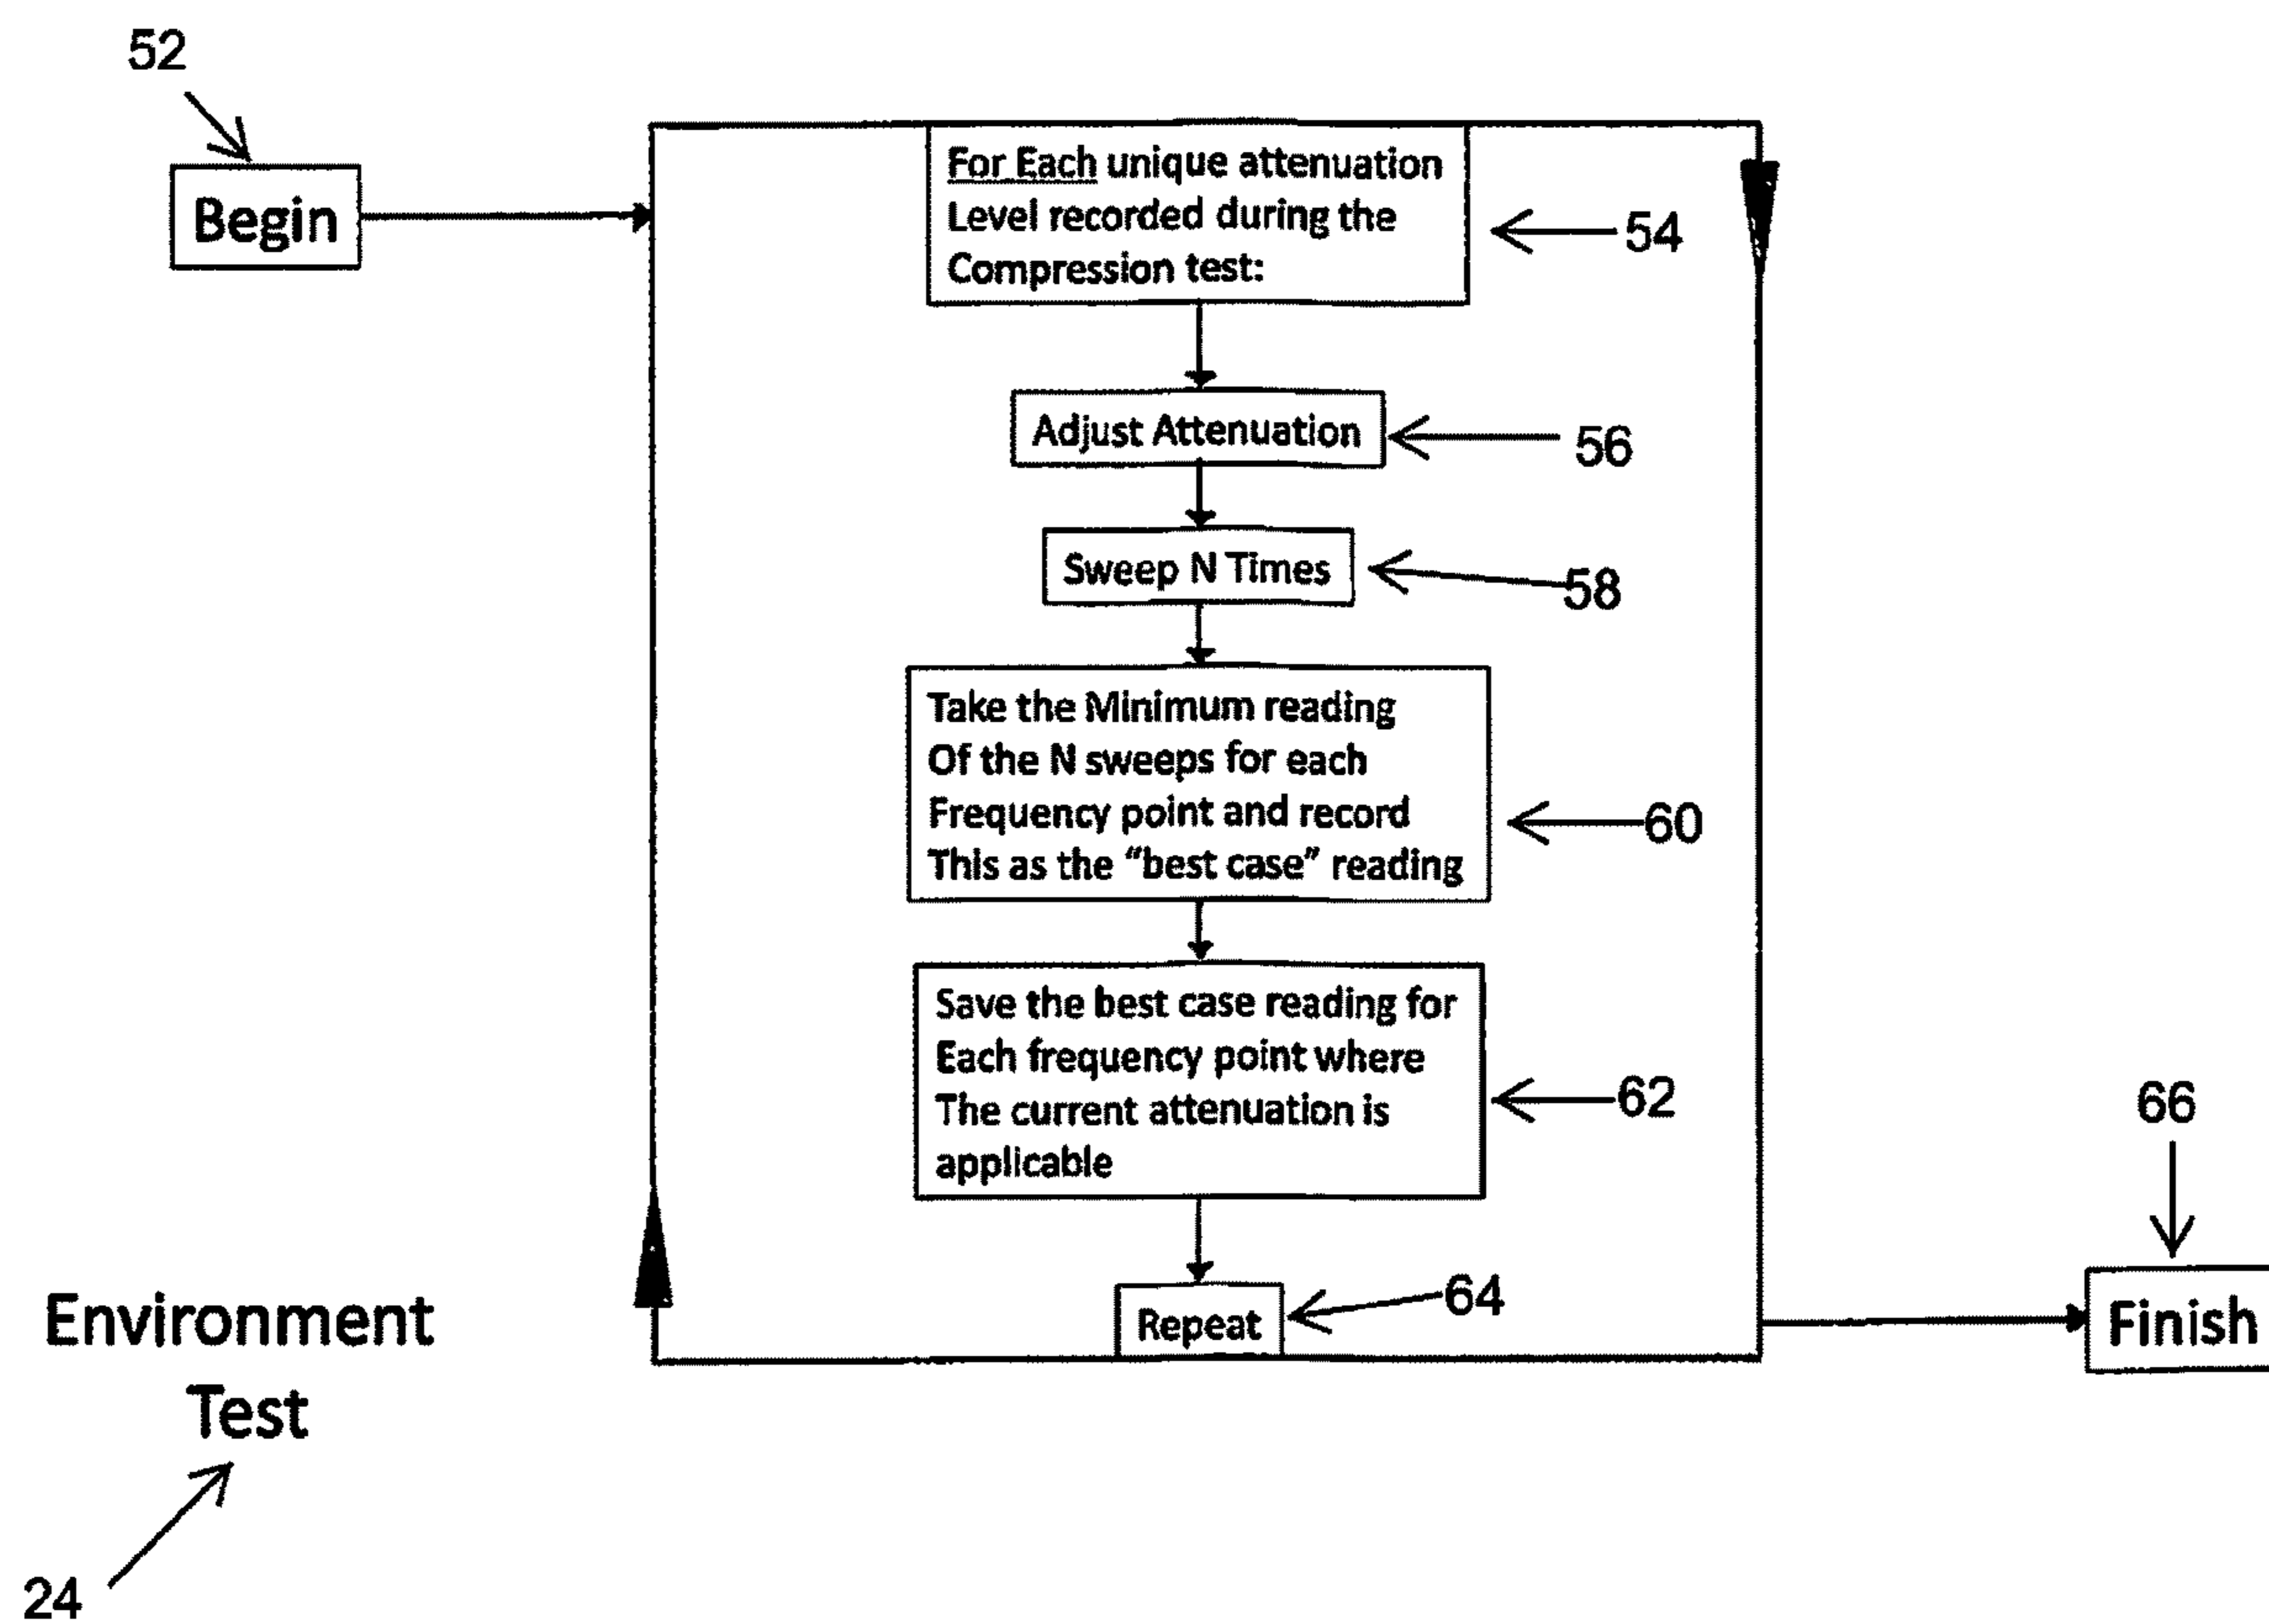 52
Begin
For Each unique attenuation
Level recorded during the
Compression test:
54
Adjust Attenuation
56
Sweep N Times
58
Take the Minimum reading
Of the N sweeps for each
Frequency point and record
This as the “best case” reading
60
Save the best case reading for
Each frequency point where
The current attenuation is
applicable
62
Repeat
64
66
Finish
Environment
Test
24